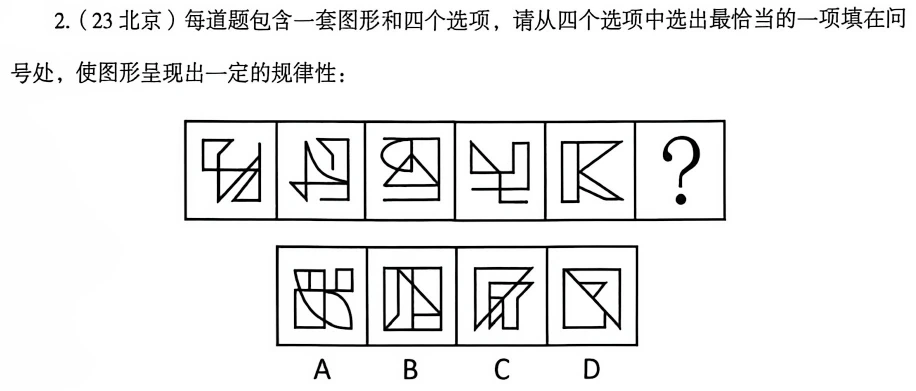 2.（23 北京）每道题包含一套图形和四个选项，请从四个选项中选出最恰当的一项填在问
号处，使图形呈现出一定的规律性：
?
A B C D